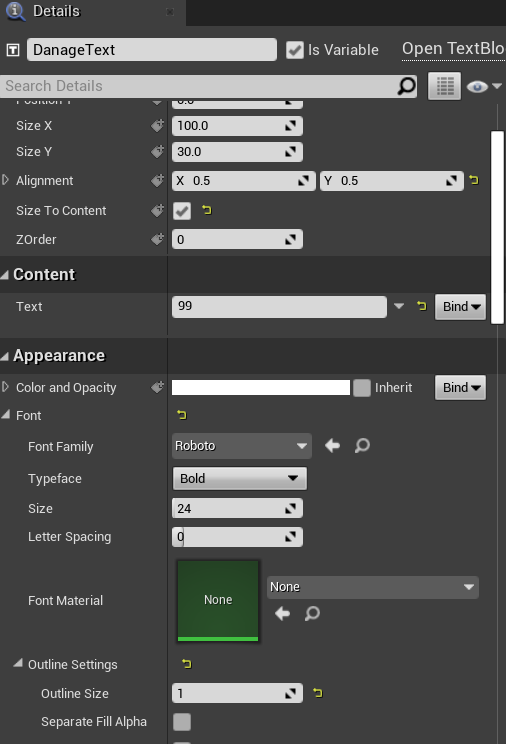 Details
DanageText Is Variable Open TextBlo
Search Details
Position Y 0.0
Size X 100.0
Size Y 30.0
Alignment X 0.5 Y 0.5
Size To Content
ZOrder 0
Content
Text 99 Bind
Appearance
Color and Opacity Inherit Bind
Font
Font Family Roboto
Typeface Bold
Size 24
Letter Spacing 0
Font Material None None
Outline Settings
Outline Size 1
Separate Fill Alpha